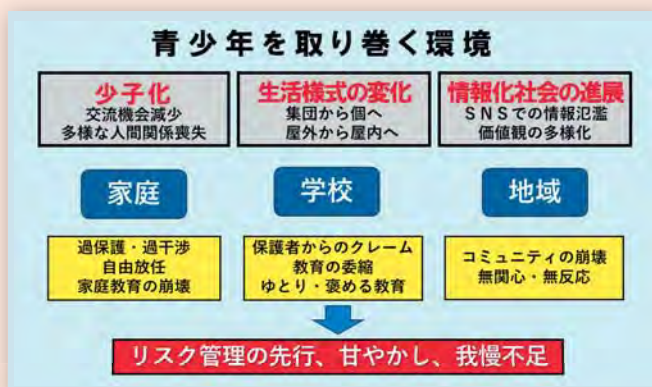 青少年を取り巻く環境
少子化
交流機会減少
多様な人間関係喪失
生活様式の変化
集団から個へ
屋外から屋内へ
情報化社会の進展
SNSでの情報氾濫
価値観の多様化
家庭
学校
地域
過保護・過干渉
自由放任
家庭教育の崩壊
保護者からのクレーム
教育の委縮
ゆとり・褒める教育
コミュニティの崩壊
無関心・無反応
リスク管理の先行、甘やかし、我慢不足